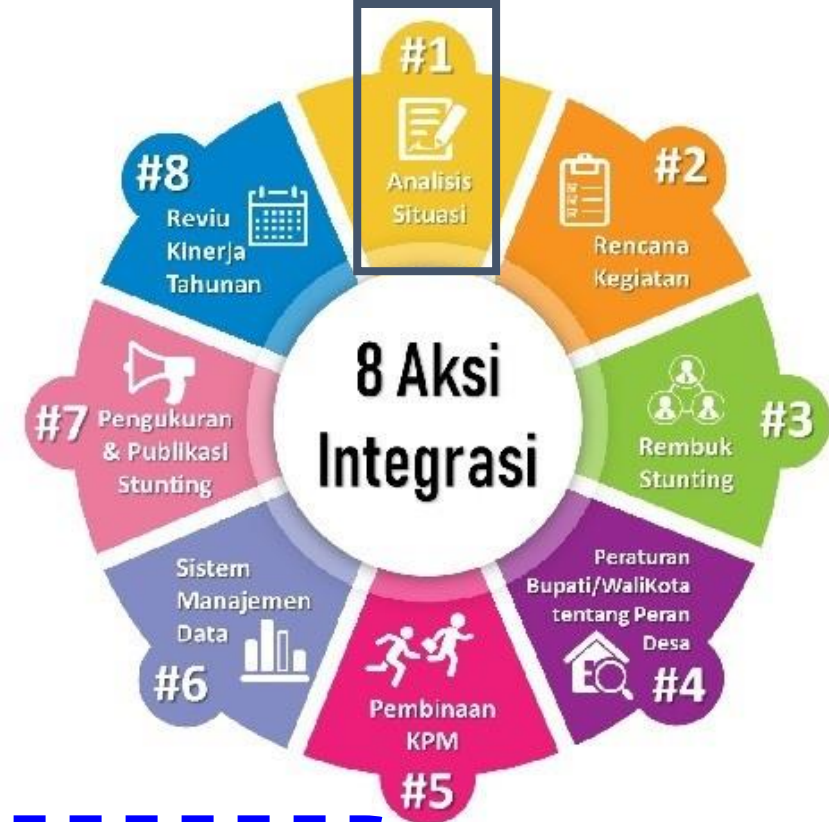 #1
Analisis
Situasi
#2
Rencana
Kegiatan
#3
Rembuk
Stunting
Peraturan
Bupati/WaliKota
tentang Peran
Desa
#4
Pembinaan
KPM
#5
Sistem
Manajemen
Data
#6
#7
Pengukuran
& Publikasi
Stunting
#8
Reviu
Kinerja
Tahunan
8 Aksi
Integrasi